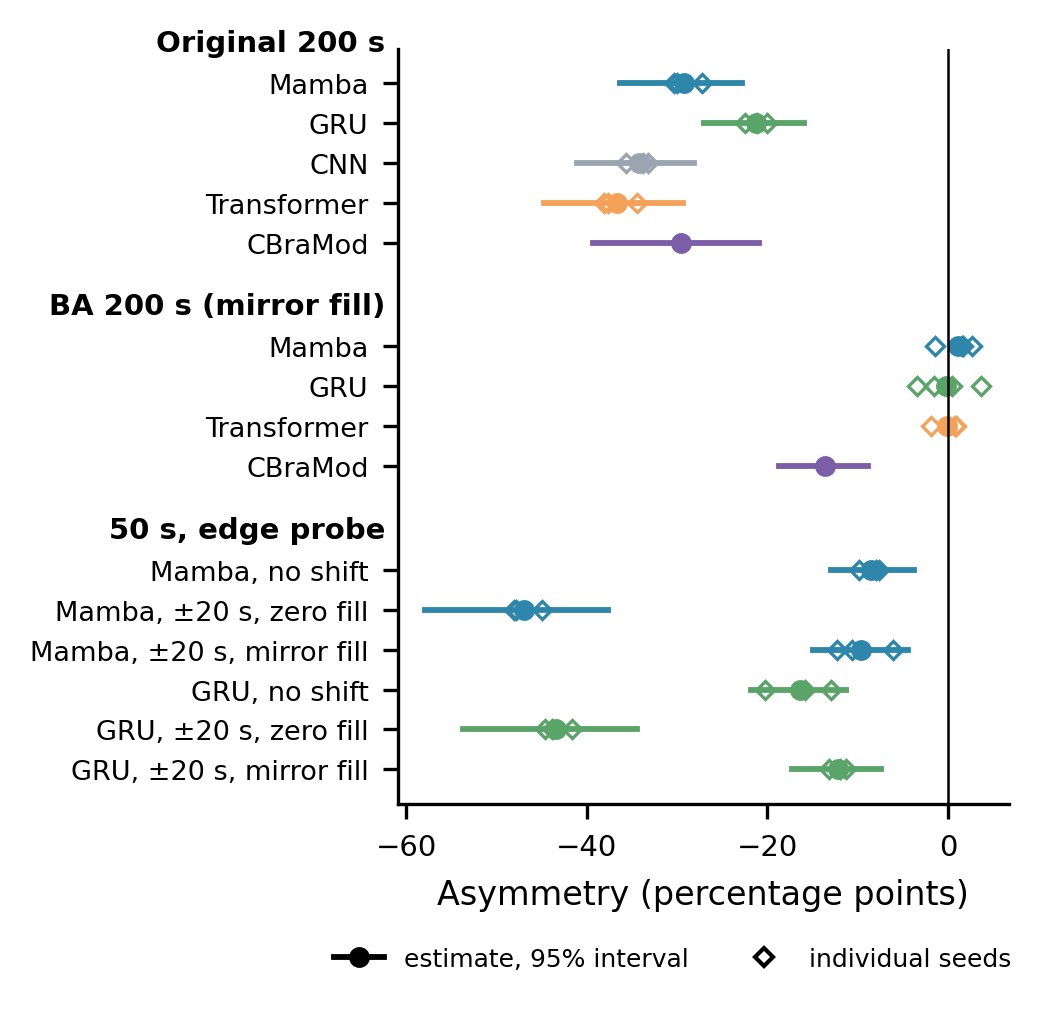 Original 200 s
Mamba
GRU
CNN
Transformer
CBraMod
BA 200 s (mirror fill)
Mamba
GRU
Transformer
CBraMod
50 s, edge probe
Mamba, no shift
Mamba, ±20 s, zero fill
Mamba, ±20 s, mirror fill
GRU, no shift
GRU, ±20 s, zero fill
GRU, ±20 s, mirror fill
−60 −40 −20 0
Asymmetry (percentage points)
estimate, 95% interval individual seeds